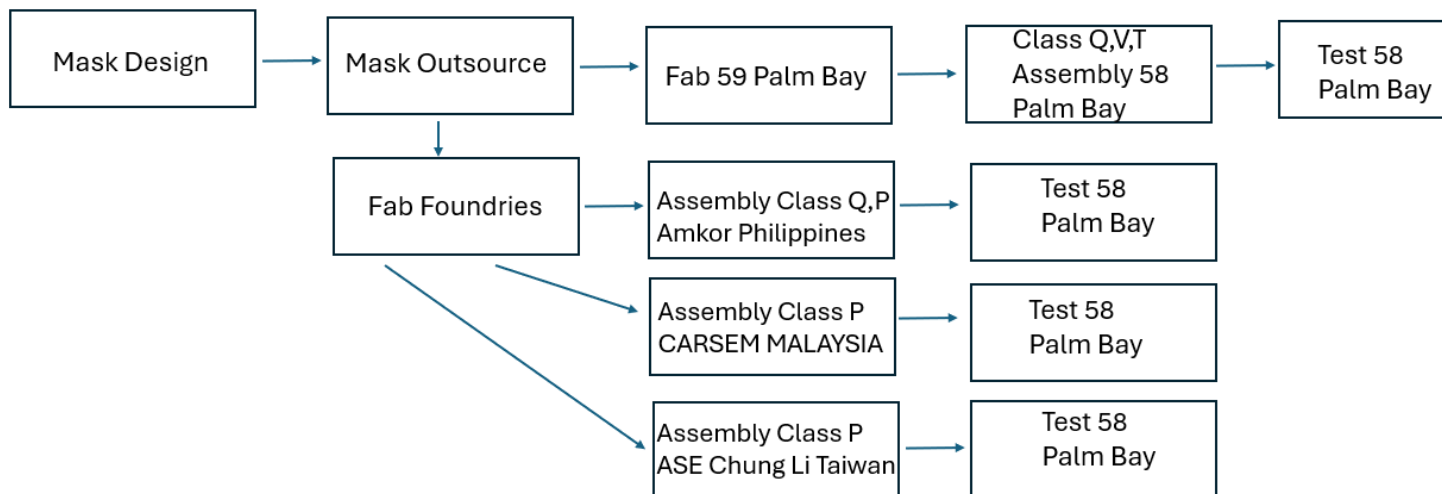 Mask Design
Mask Outsource
Fab 59 Palm Bay
Class Q,V,T
Assembly 58
Palm Bay
Test 58
Palm Bay
Fab Foundries
Assembly Class Q,P
Amkor Philippines
Test 58
Palm Bay
Assembly Class P
CARSEM MALAYSIA
Test 58
Palm Bay
Assembly Class P
ASE Chung Li Taiwan
Test 58
Palm Bay